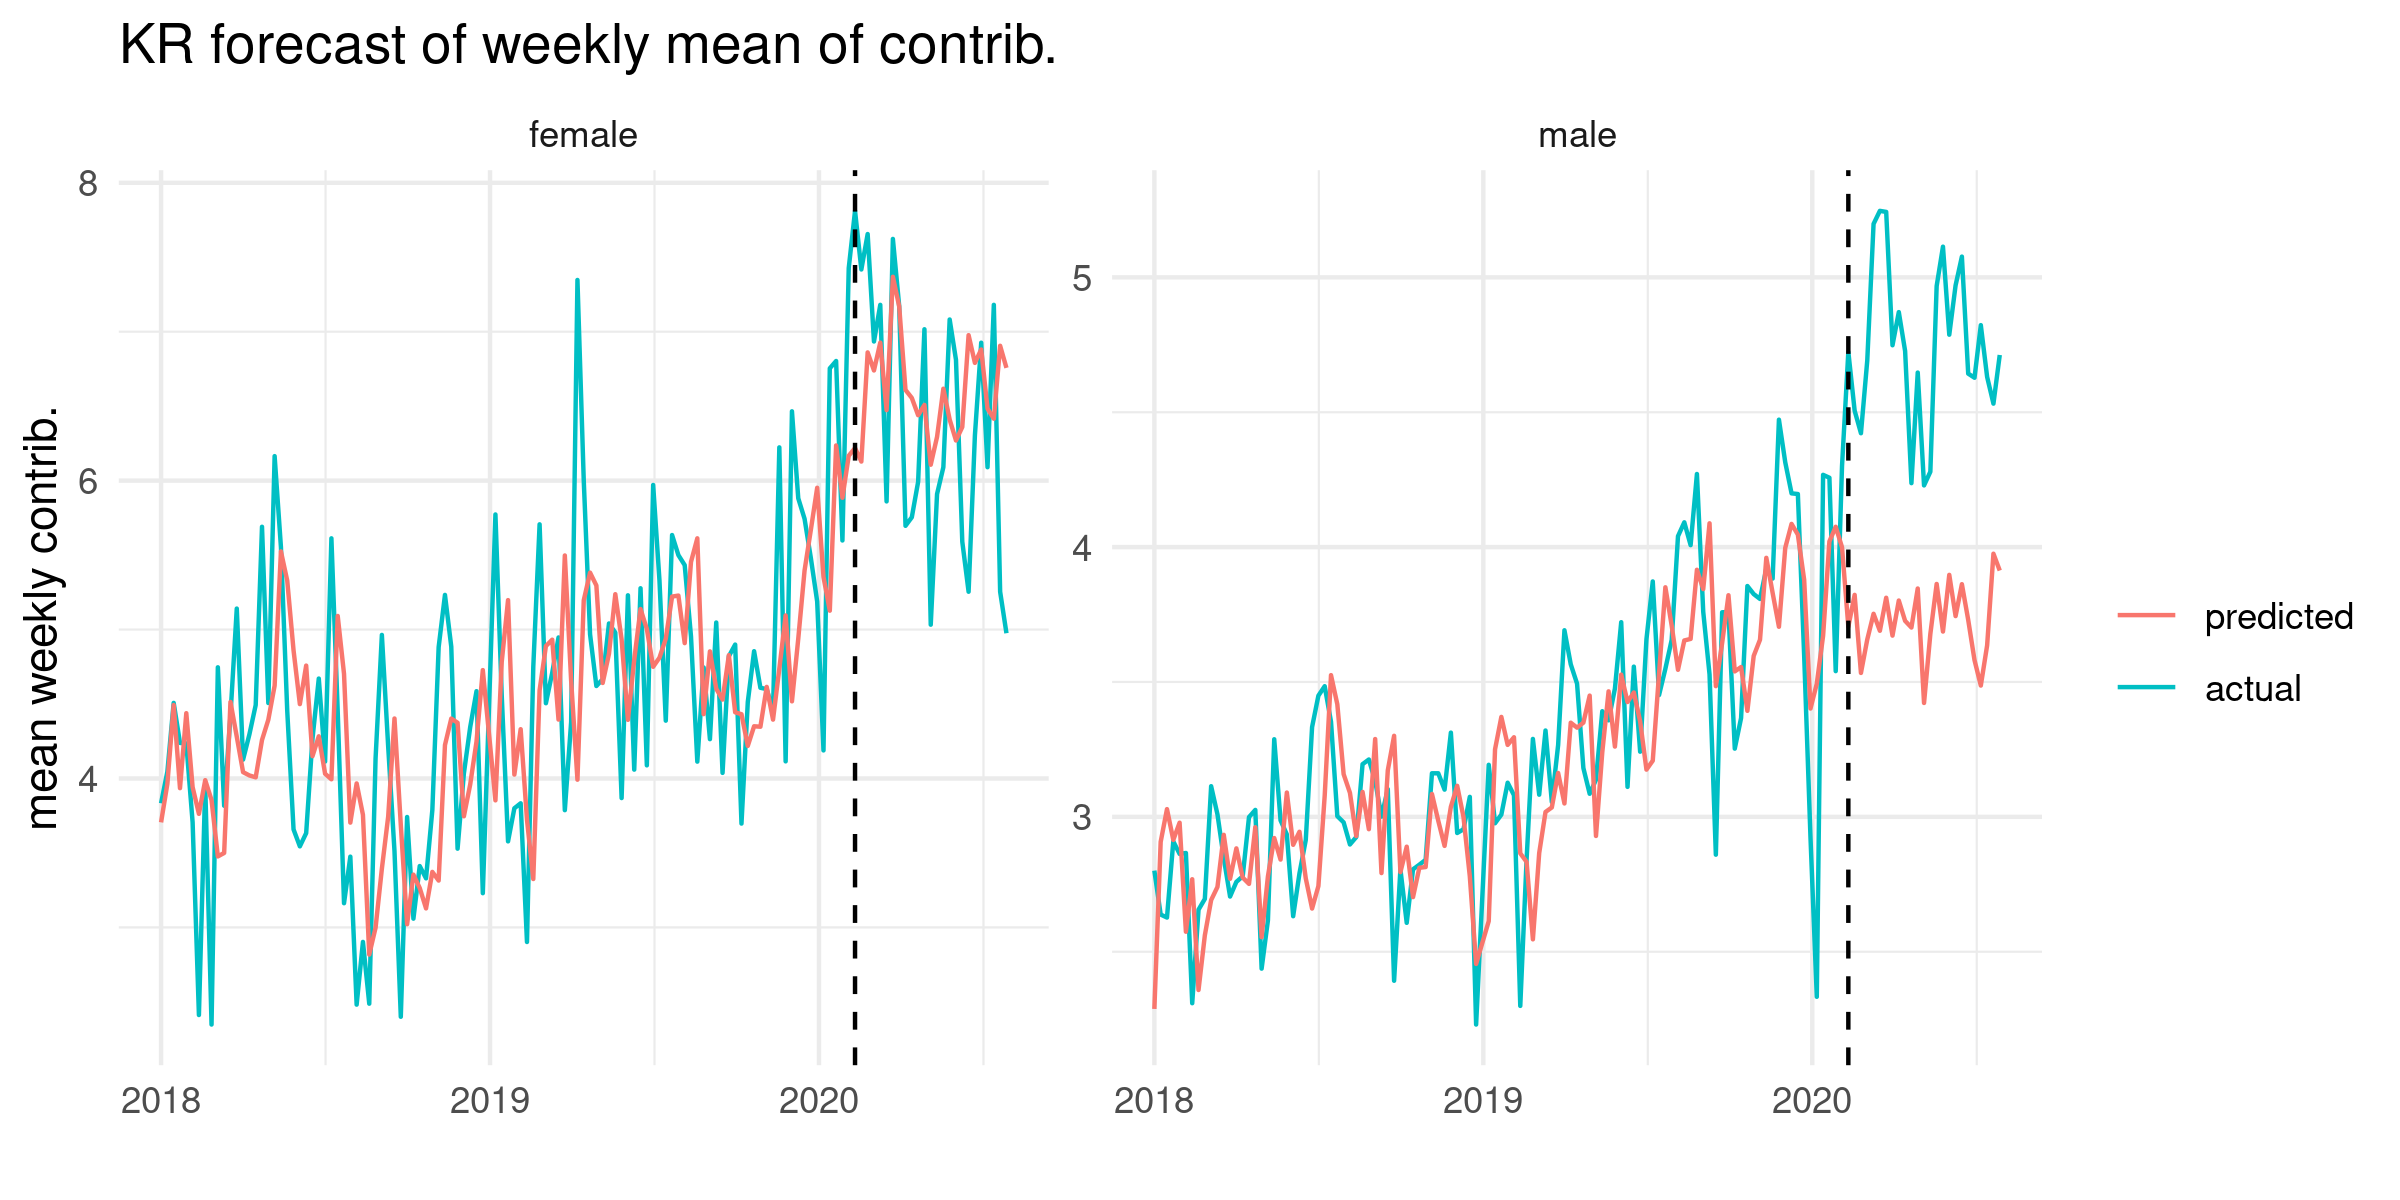 KR forecast of weekly mean of contrib.
female
male
mean weekly contrib.
8
6
4
5
4
3
2018
2019
2020
2018
2019
2020
predicted
actual